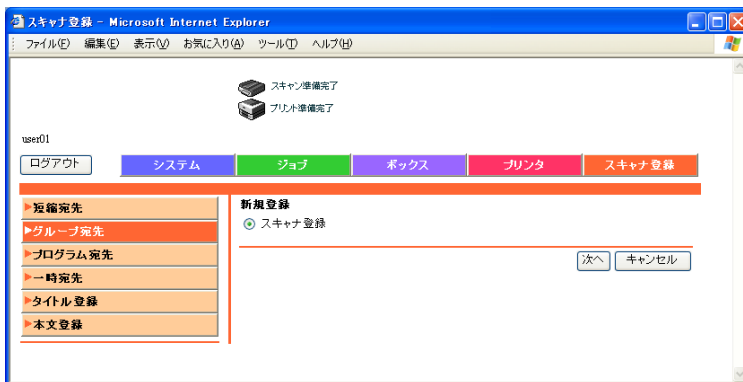 スキャナ登録 - Microsoft Internet Explorer
ファイル(F) 編集(E) 表示(V) お気に入り(A) ツール(T) ヘルプ(H)
スキャン準備完了
プリント準備完了
user01
ログアウト システム ジョブ ボックス プリンタ スキャナ登録
短縮宛先
グループ宛先
プログラム宛先
一時宛先
タイトル登録
本文登録
新規登録
スキャナ登録
次へ キャンセル